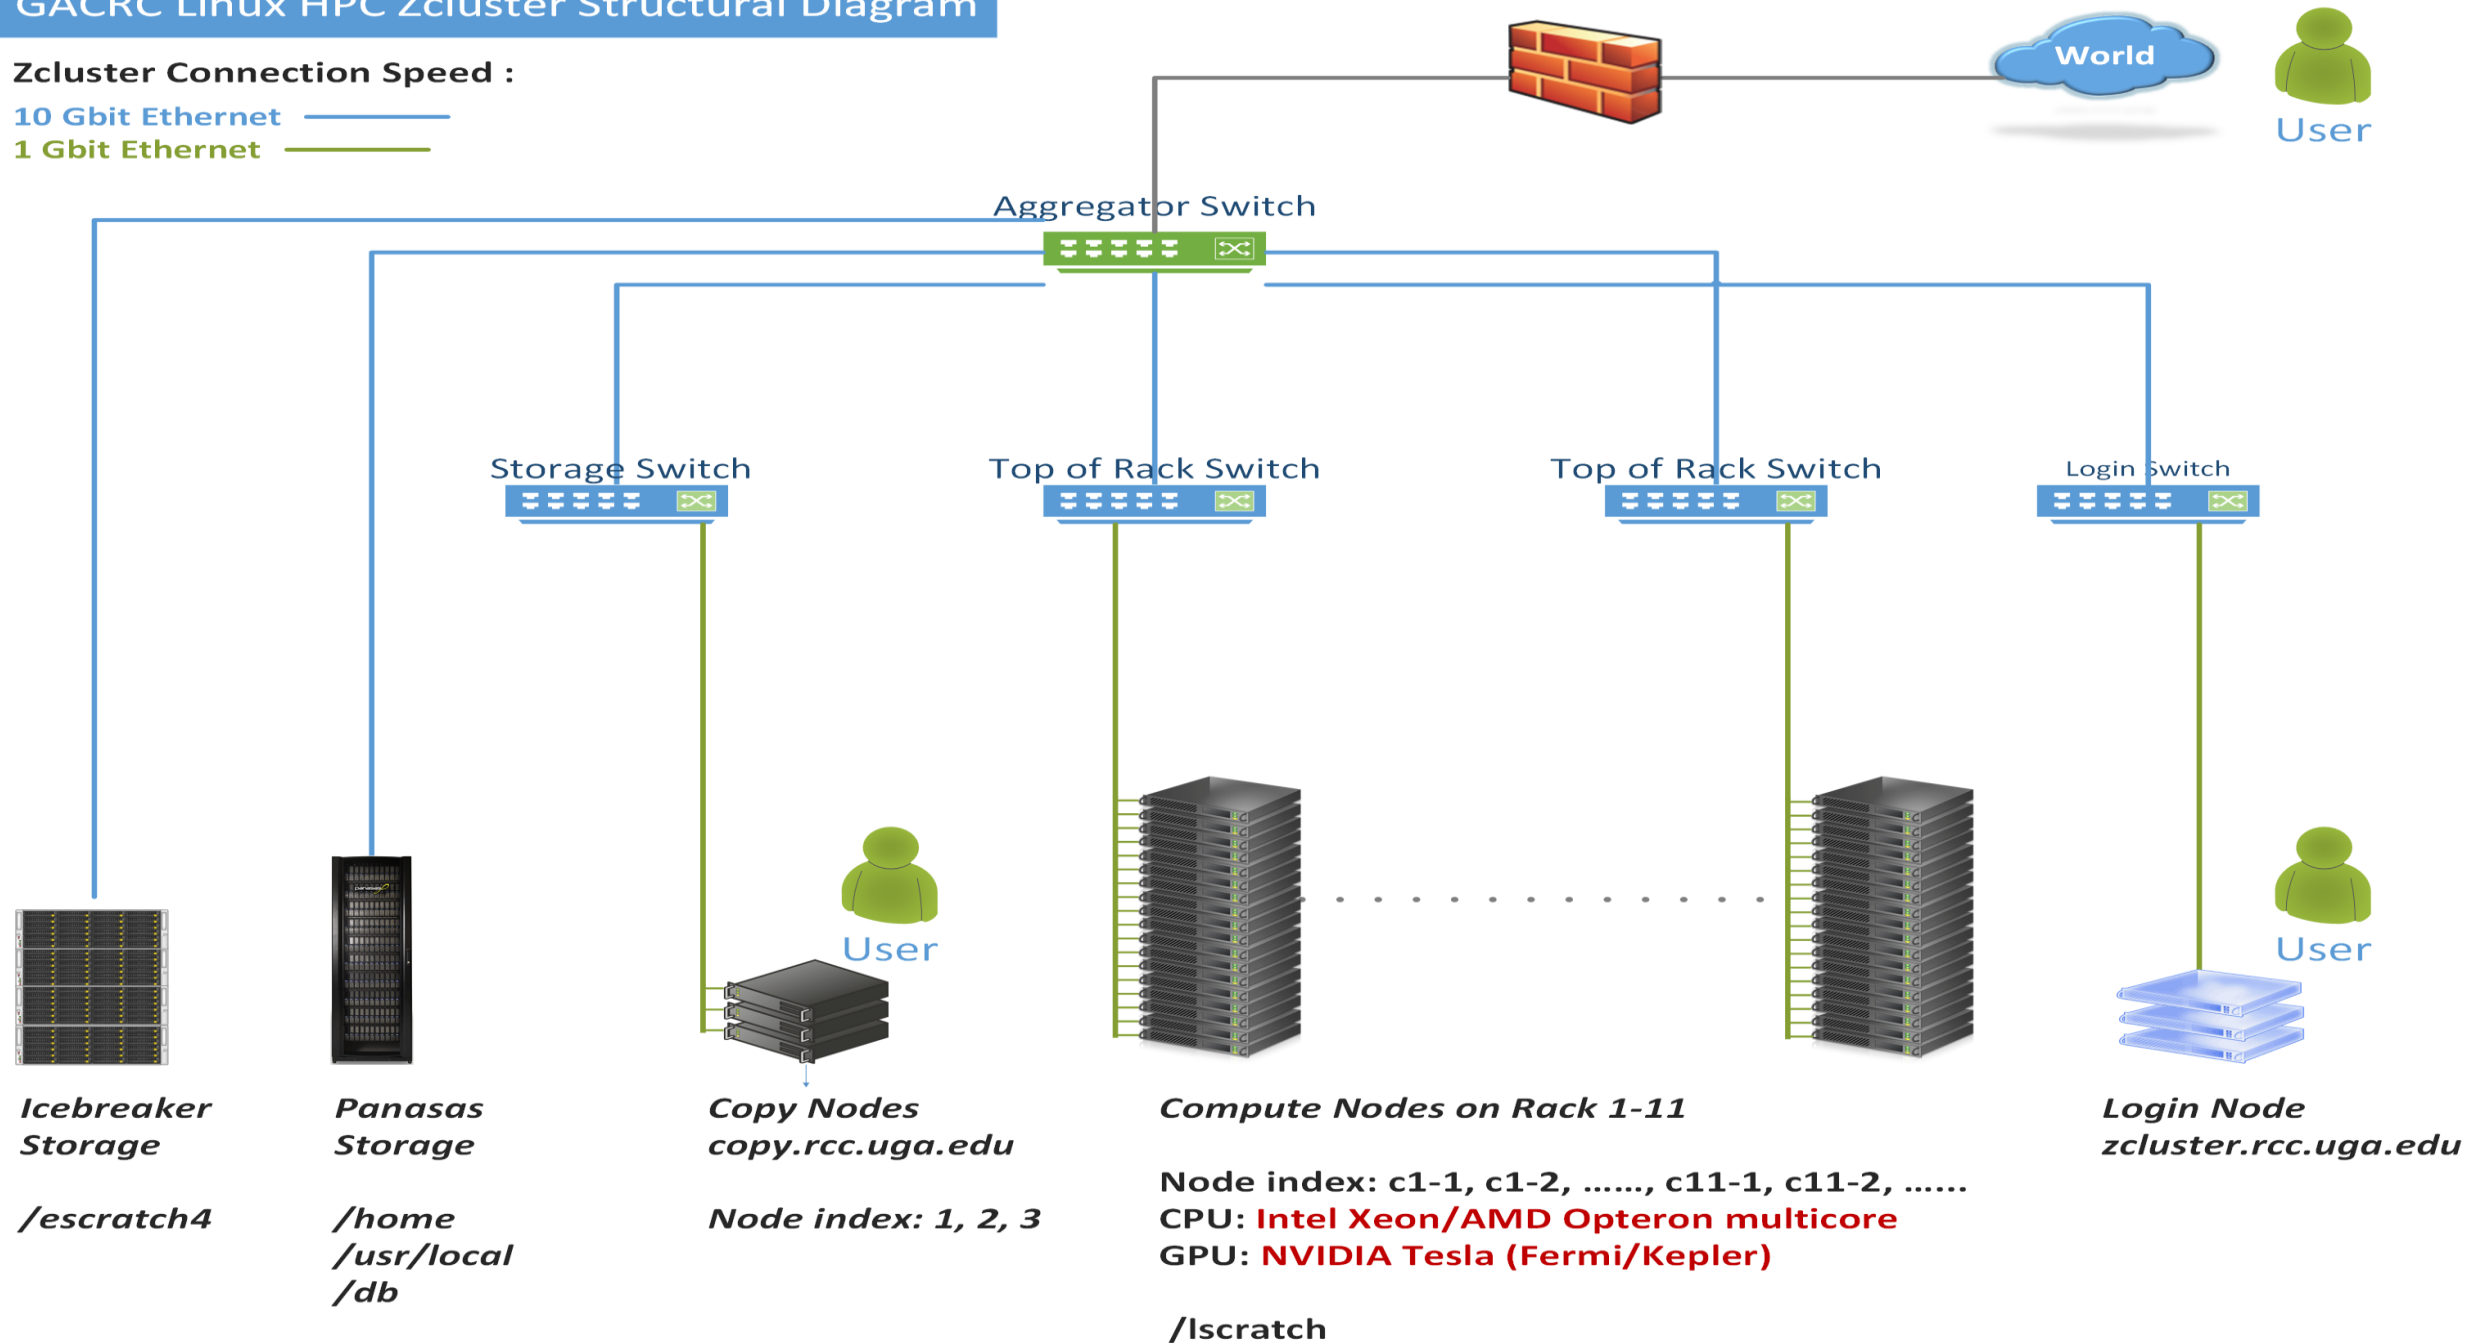 GACRC Linux HPC Zcluster Structural Diagram
Zcluster Connection Speed :
10 Gbit Ethernet
1 Gbit Ethernet
World
User
Aggregator Switch
Storage Switch
Top of Rack Switch
Top of Rack Switch
Login Switch
panasas
User
User
Icebreaker
Storage
/escratch4
Panasas
Storage
/home
/usr/local
/db
Copy Nodes
copy.rcc.uga.edu
Node index: 1, 2, 3
Compute Nodes on Rack 1-11
Node index: c1-1, c1-2, ……, c11-1, c11-2, ……
CPU: Intel Xeon/AMD Opteron multicore
GPU: NVIDIA Tesla (Fermi/Kepler)
/lscratch
Login Node
zcluster.rcc.uga.edu